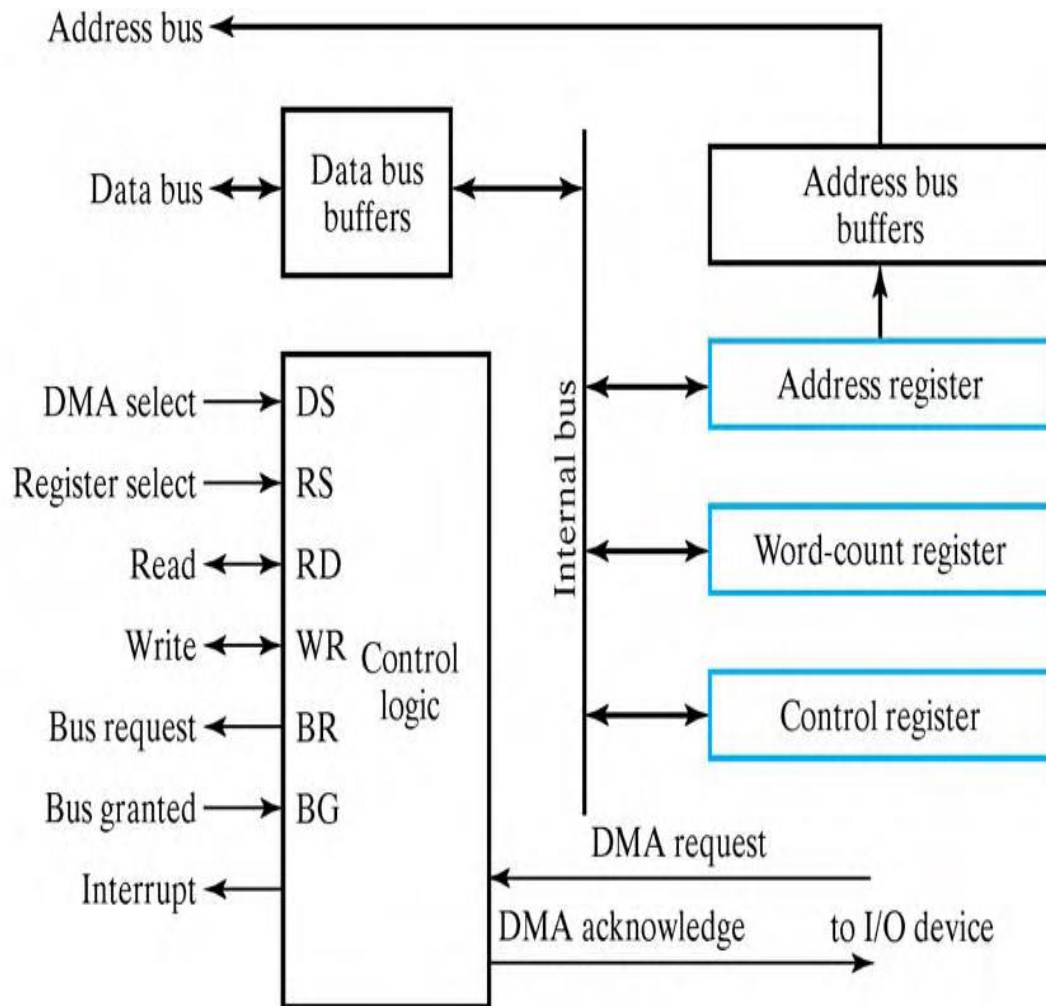 Address bus
Data bus
Data bus
buffers
Address bus
buffers
Internal bus
Address register
Word-count register
Control register
DMA select
DS
Register select
RS
Read
RD
Write
WR
Control
logic
Bus request
BR
Bus granted
BG
Interrupt
DMA request
DMA acknowledge
to I/O device